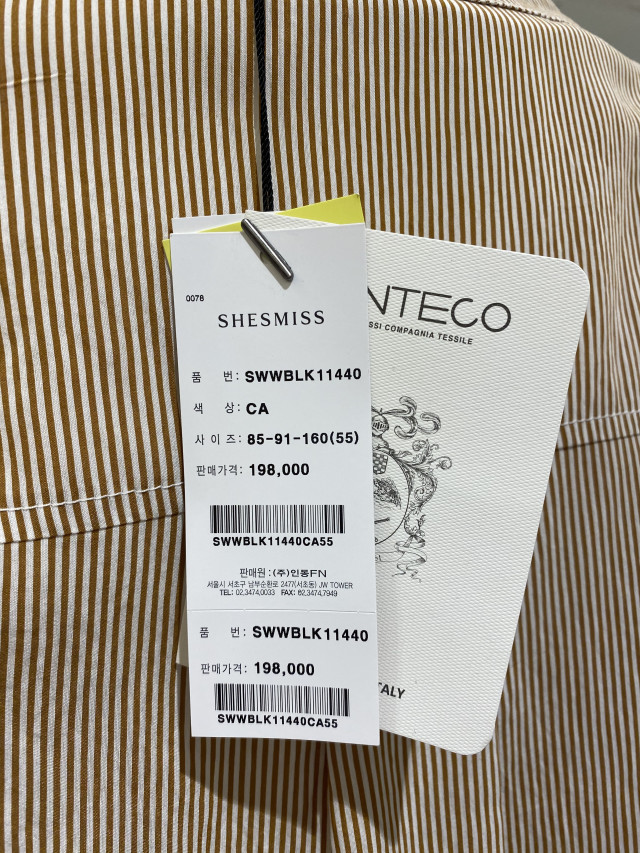 0078
SHESMISS
품 번: SWWBLK11440
색 상: CA
사 이 즈: 85-91-160(55)
판매가격: 198,000
SWWBLK11440CA55
판매원 : (주)인동FN
서울시 서초구 남부순환로 2477(서초동) JW TOWER
TEL: 02.3474.0033 FAX: 02.3474.7949
품 번: SWWBLK11440
판매가격: 198,000
SWWBLK11440CA55
NTECO
COMPAGNIA TESSILE